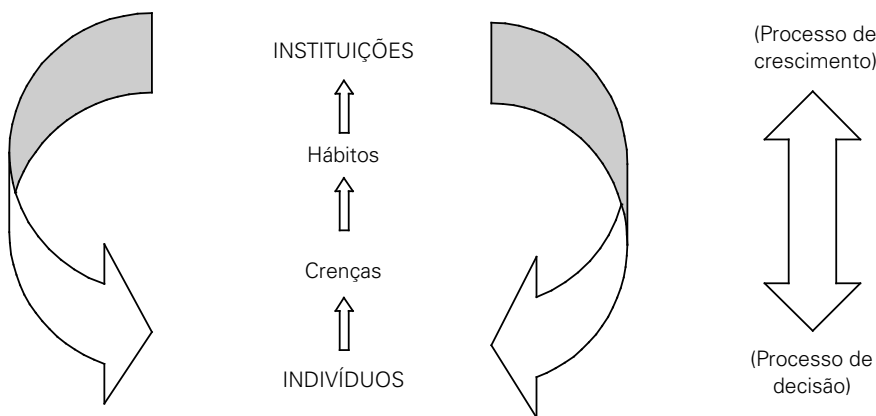 INSTITUIÇÕES
Hábitos
Crenças
INDIVÍDUOS
(Processo de
crescimento)
(Processo de
decisão)